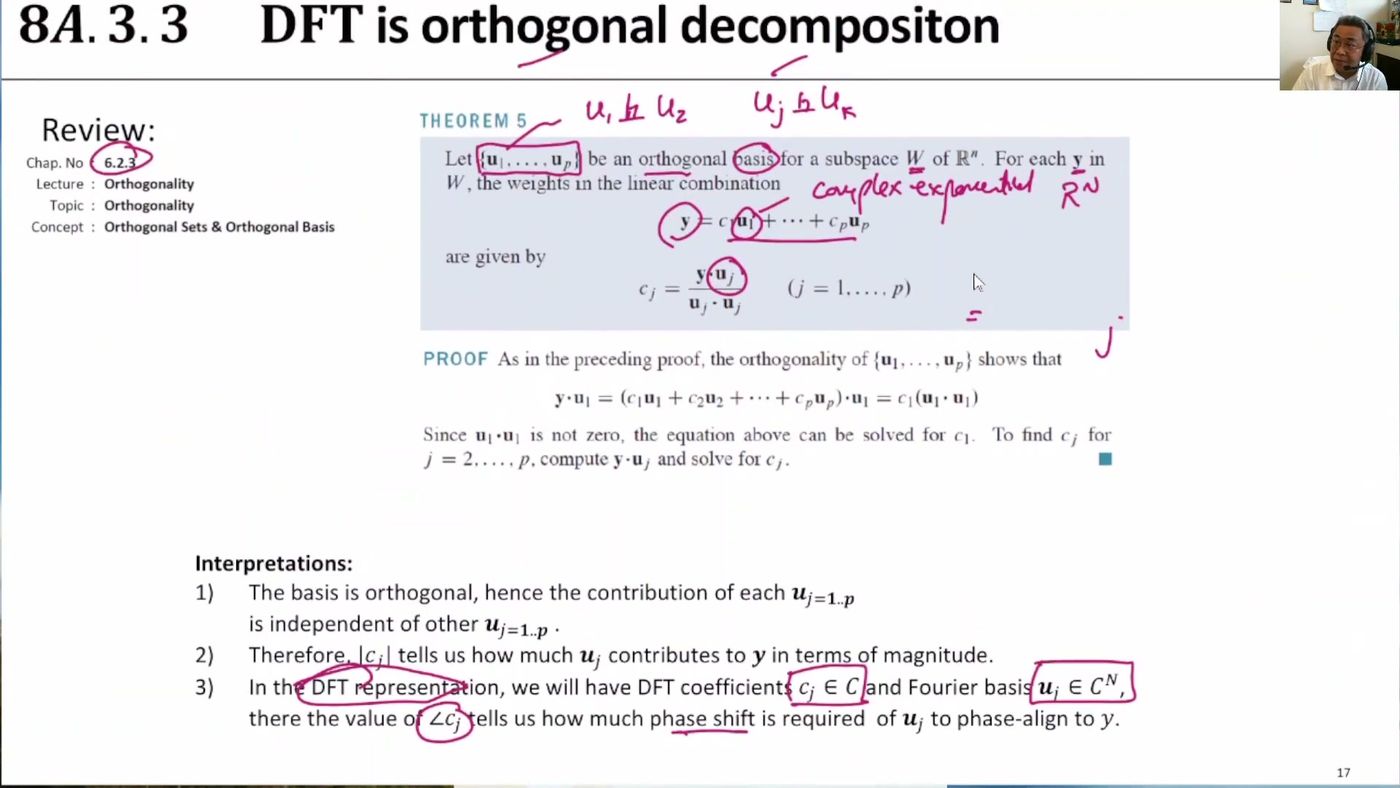 8A.3.3 DFT is orthogonal decompositon
Review:
Chap. No : 6.2.3
Lecture : Orthogonality
Topic : Orthogonality
Concept : Orthogonal Sets & Orthogonal Basis
u₁ ⊥ u₂ uⱼ ⊥ uₖ
THEOREM 5
Let {u₁,...,uₚ} be an orthogonal basis for a subspace W of ℝⁿ. For each y in
W, the weights in the linear combination
complex exponential Rᴺ
y = c₁u₁ + ··· + cₚuₚ
are given by
cⱼ = y·uⱼ / uⱼ·uⱼ (j = 1,...,p)
=
j
PROOF As in the preceding proof, the orthogonality of {u₁,...,uₚ} shows that
y·u₁ = (c₁u₁ + c₂u₂ + ··· + cₚuₚ)·u₁ = c₁(u₁·u₁)
Since u₁·u₁ is not zero, the equation above can be solved for c₁. To find cⱼ for
j = 2,...,p, compute y·uⱼ and solve for cⱼ.
Interpretations:
1) The basis is orthogonal, hence the contribution of each uⱼ₌₁..ₚ
is independent of other uⱼ₌₁..ₚ .
2) Therefore, |cⱼ| tells us how much uⱼ contributes to y in terms of magnitude.
3) In the DFT representation, we will have DFT coefficients cⱼ ∈ C and Fourier basis uⱼ ∈ Cᴺ,
there the value of ∠cⱼ tells us how much phase shift is required of uⱼ to phase-align to y.
17